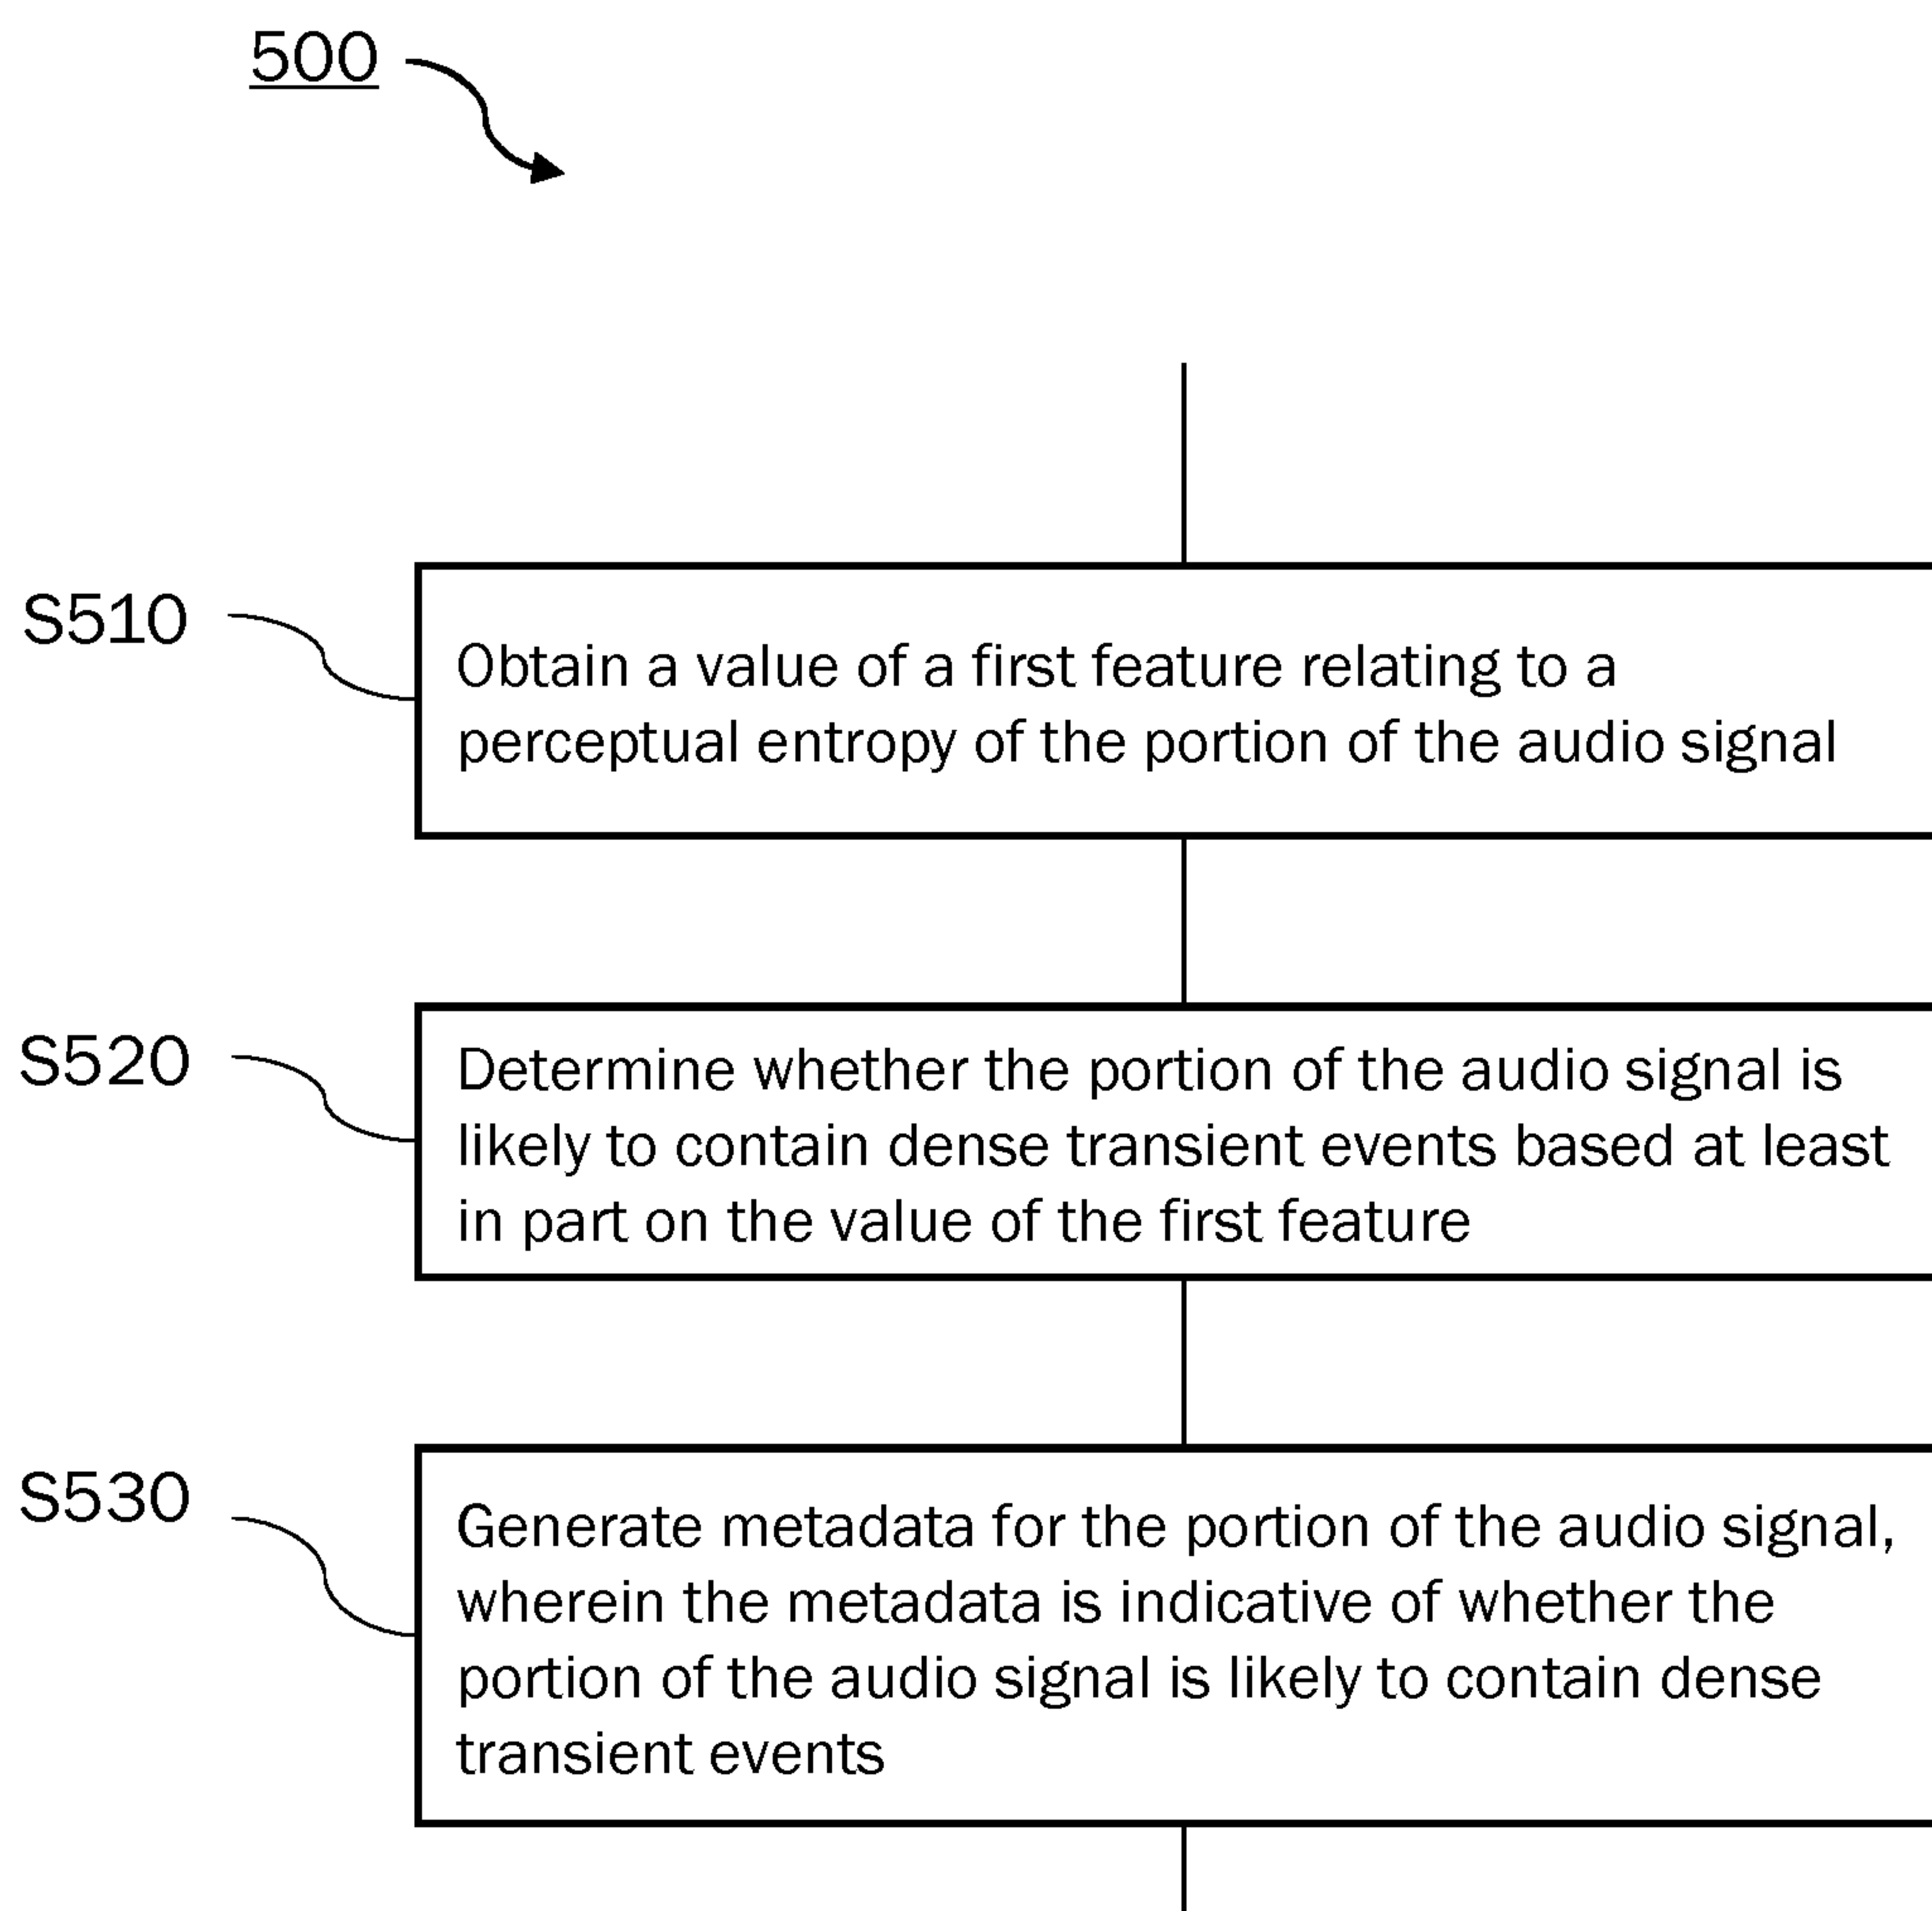 500
S510
Obtain a value of a first feature relating to a
perceptual entropy of the portion of the audio signal
S520
Determine whether the portion of the audio signal is
likely to contain dense transient events based at least
in part on the value of the first feature
S530
Generate metadata for the portion of the audio signal,
wherein the metadata is indicative of whether the
portion of the audio signal is likely to contain dense
transient events